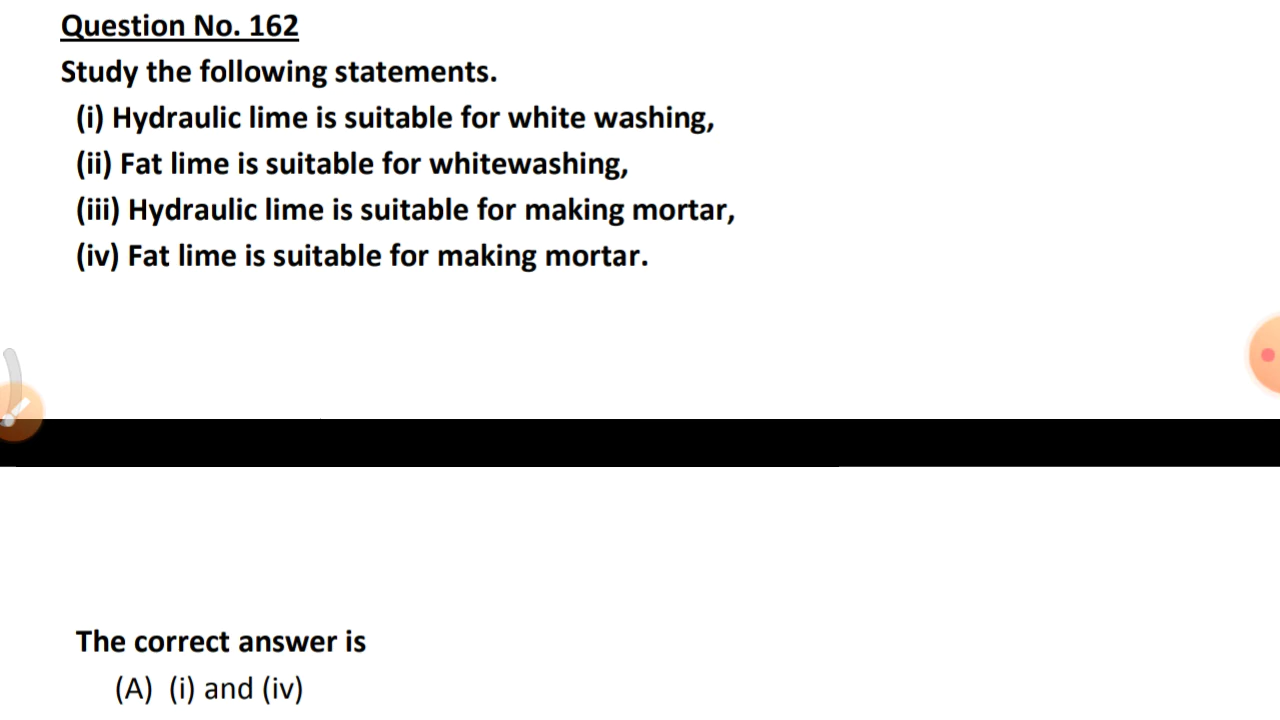 Question No. 162
Study the following statements.
(i) Hydraulic lime is suitable for white washing,
(ii) Fat lime is suitable for whitewashing,
(iii) Hydraulic lime is suitable for making mortar,
(iv) Fat lime is suitable for making mortar.
The correct answer is
(A) (i) and (iv)